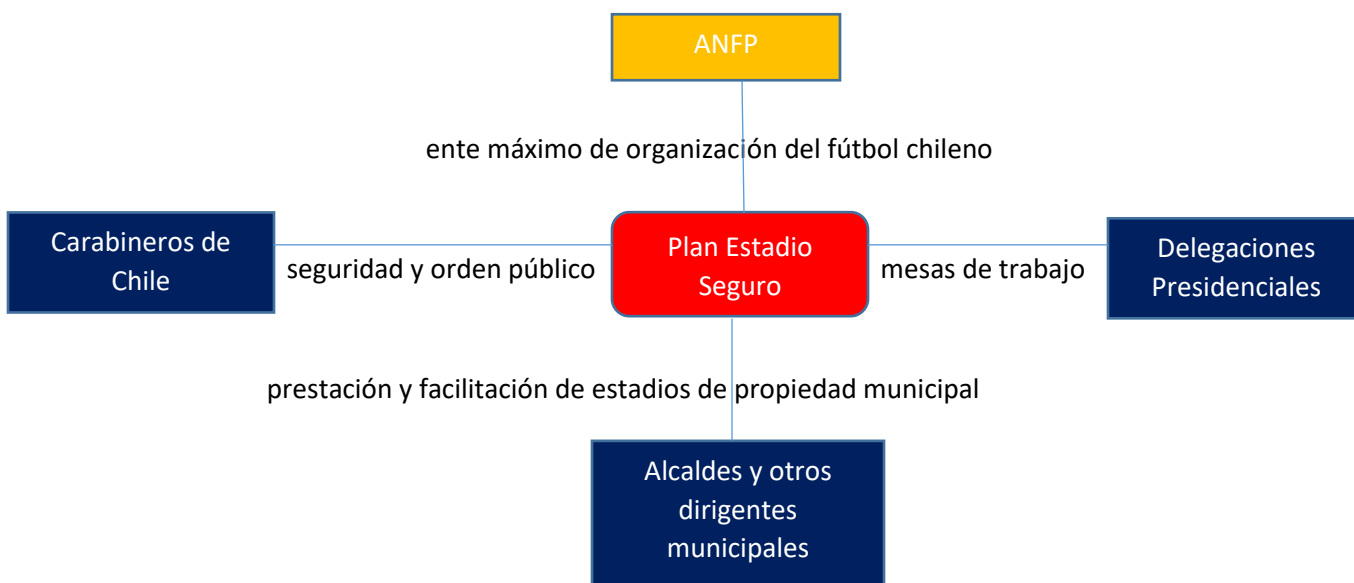 ANFP
ente máximo de organización del fútbol chileno
Carabineros de
Chile
seguridad y orden público
Plan Estadio
Seguro
mesas de trabajo
Delegaciones
Presidenciales
prestación y facilitación de estadios de propiedad municipal
Alcaldes y otros
dirigentes
municipales